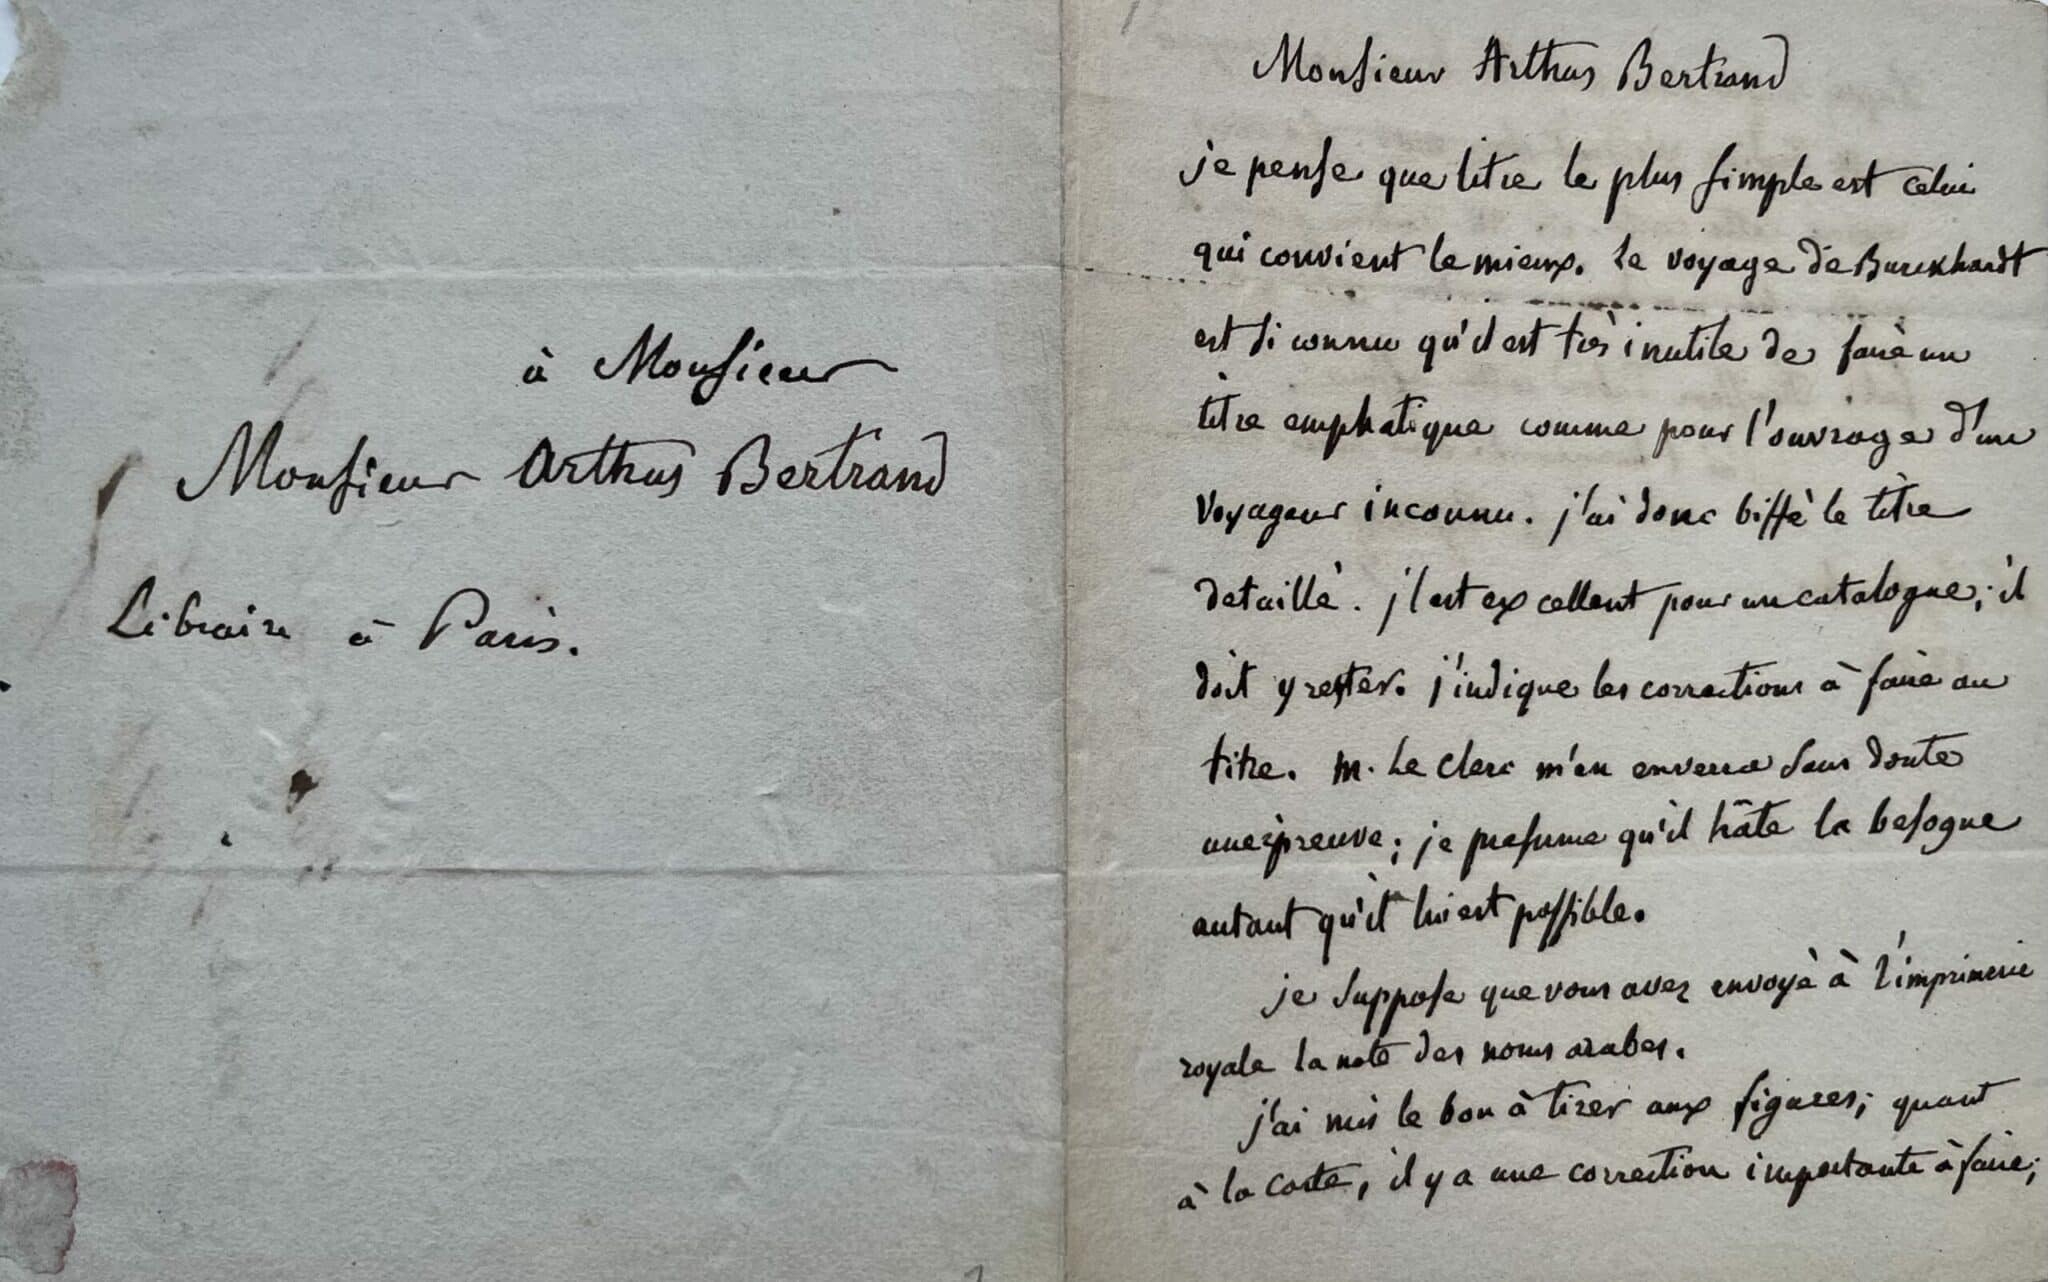 à Monsieur
Monsieur Arthus Bertrand
Libraire à Paris.
Monsieur Arthus Bertrand
je pense que titre le plus simple est celui
qui convient le mieux. le voyage de Burckhardt
est si connu qu'il est très inutile de faire un
titre emphatique comme pour l'ouvrage d'un
voyageur inconnu. j'ai donc biffé le titre
detaillé. jl est excellent pour un catalogue; il
doit y rester. j'indique les corrections à faire au
titre. M. Le Clerc m'en enverra sans doute
une épreuve; je presume qu'il hâte la besogne
autant qu'il lui est possible.
je suppose que vous avez envoyé à l'imprimerie
royale la note des noms arabes.
j'ai mis le bon à tirer aux figures; quant
à la carte, il y a une correction importante à faire;